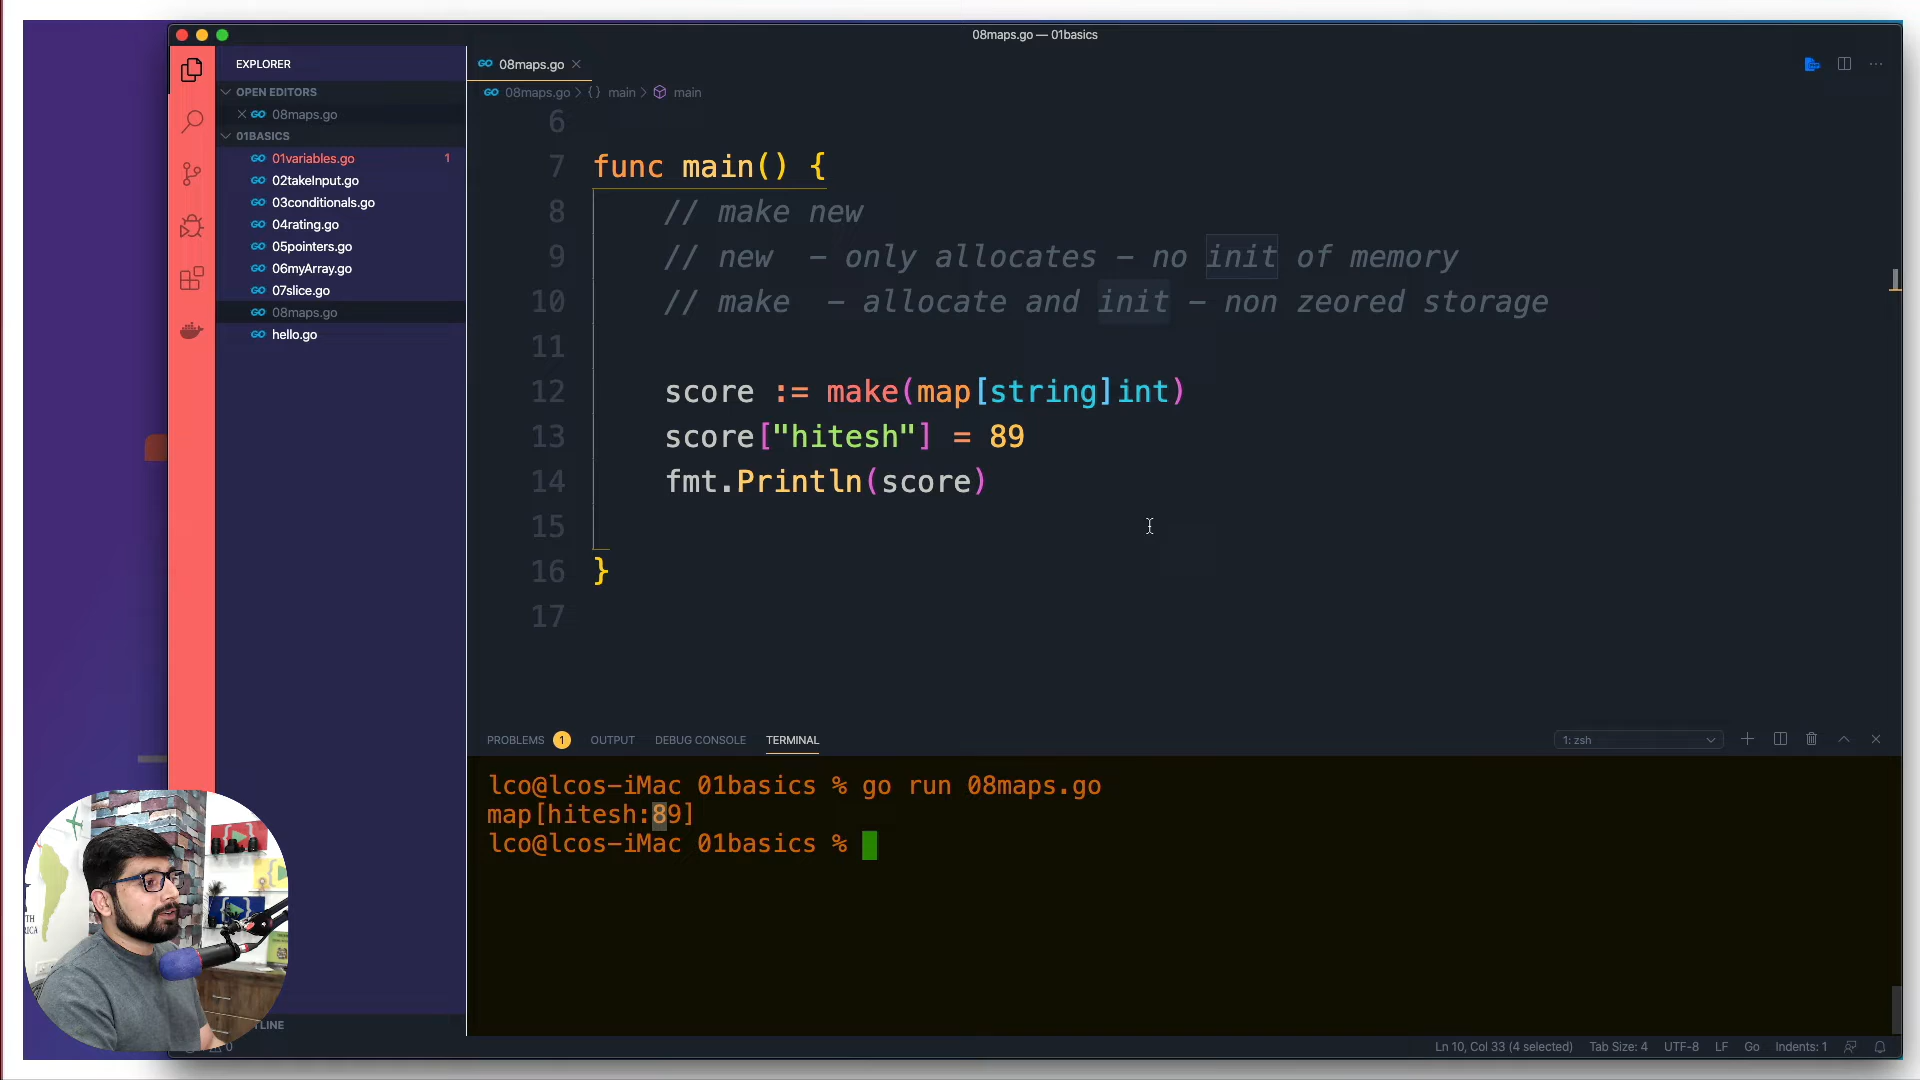 08maps.go — 01basics
EXPLORER
OPEN EDITORS
08maps.go
01BASICS
01variables.go 1
02takeInput.go
03conditionals.go
04rating.go
05pointers.go
06myArray.go
07slice.go
08maps.go
hello.go
TLINE
0
GO 08maps.go
GO 08maps.go > {} main > main
6
7 func main() {
8 // make new
9 // new – only allocates – no init of memory
10 // make – allocate and init – non zeored storage
11
12 score := make(map[string]int)
13 score["hitesh"] = 89
14 fmt.Println(score)
15
16 }
17
PROBLEMS 1 OUTPUT DEBUG CONSOLE TERMINAL 1: zsh
lco@lcos-iMac 01basics % go run 08maps.go
map[hitesh:89]
lco@lcos-iMac 01basics %
Ln 10, Col 33 (4 selected) Tab Size: 4 UTF-8 LF Go Indents: 1